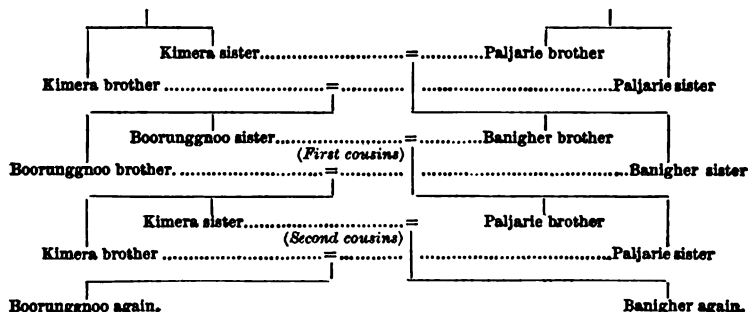 Kimera sister = Paljarie brother
Kimera brother = Paljarie sister
Boorunggnoo sister = Banigher brother
(First cousins)
Boorunggnoo brother. = Banigher sister
Kimera sister = Paljarie brother
(Second cousins)
Kimera brother = Paljarie sister
Boorunggnoo again. Banigher again.